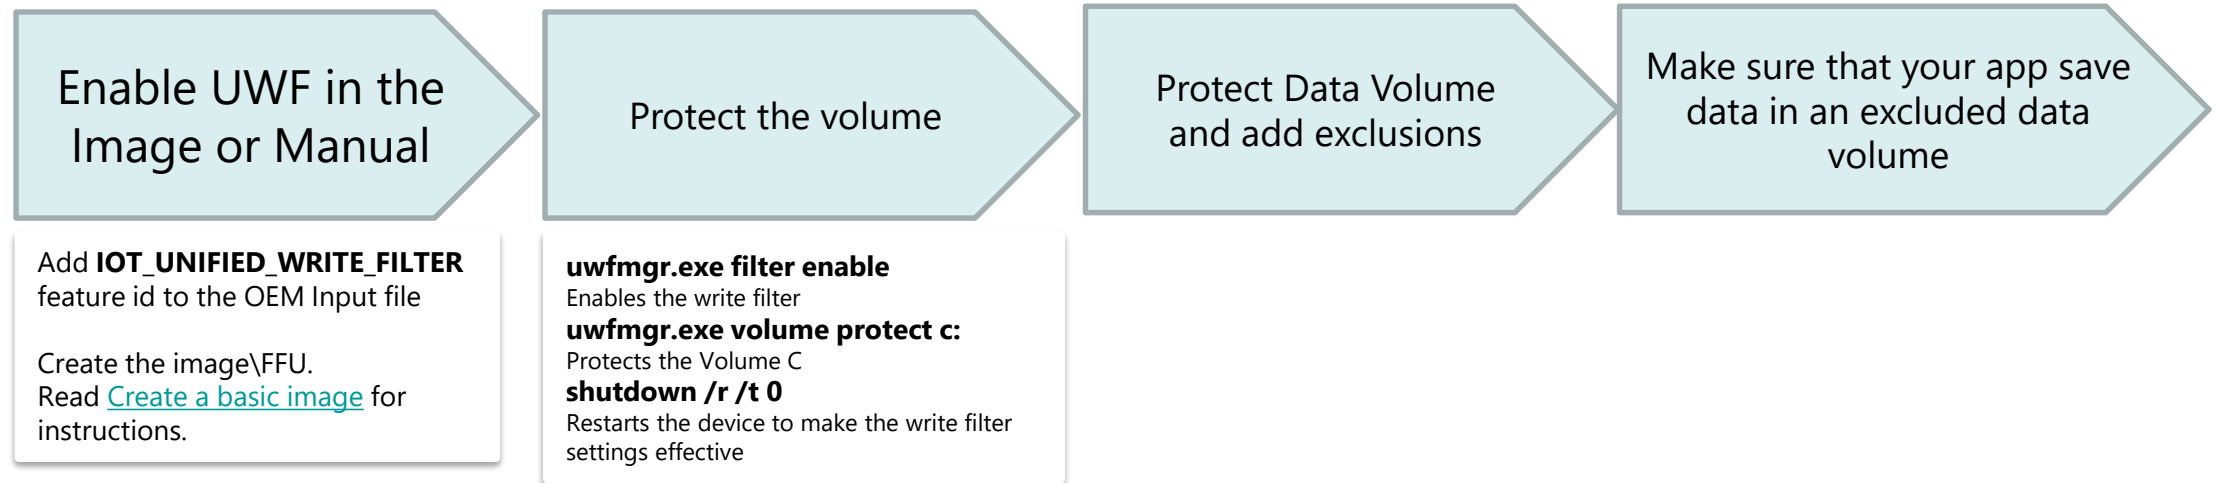 Enable UWF in the
Image or Manual
Protect the volume
Protect Data Volume
and add exclusions
Make sure that your app save
data in an excluded data
volume
Add IOT_UNIFIED_WRITE_FILTER
feature id to the OEM Input file
Create the image\FFU.
Read Create a basic image for
instructions.
uwfmgr.exe filter enable
Enables the write filter
uwfmgr.exe volume protect c:
Protects the Volume C
shutdown /r /t 0
Restarts the device to make the write filter
settings effective